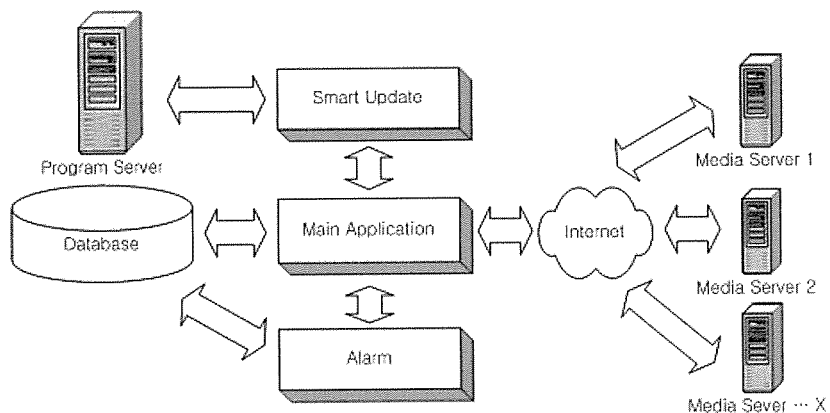 Smart Update
Program Server
Media Server 1
Database
Main Application
Internet
Media Server 2
Alarm
Media Sever ··· X